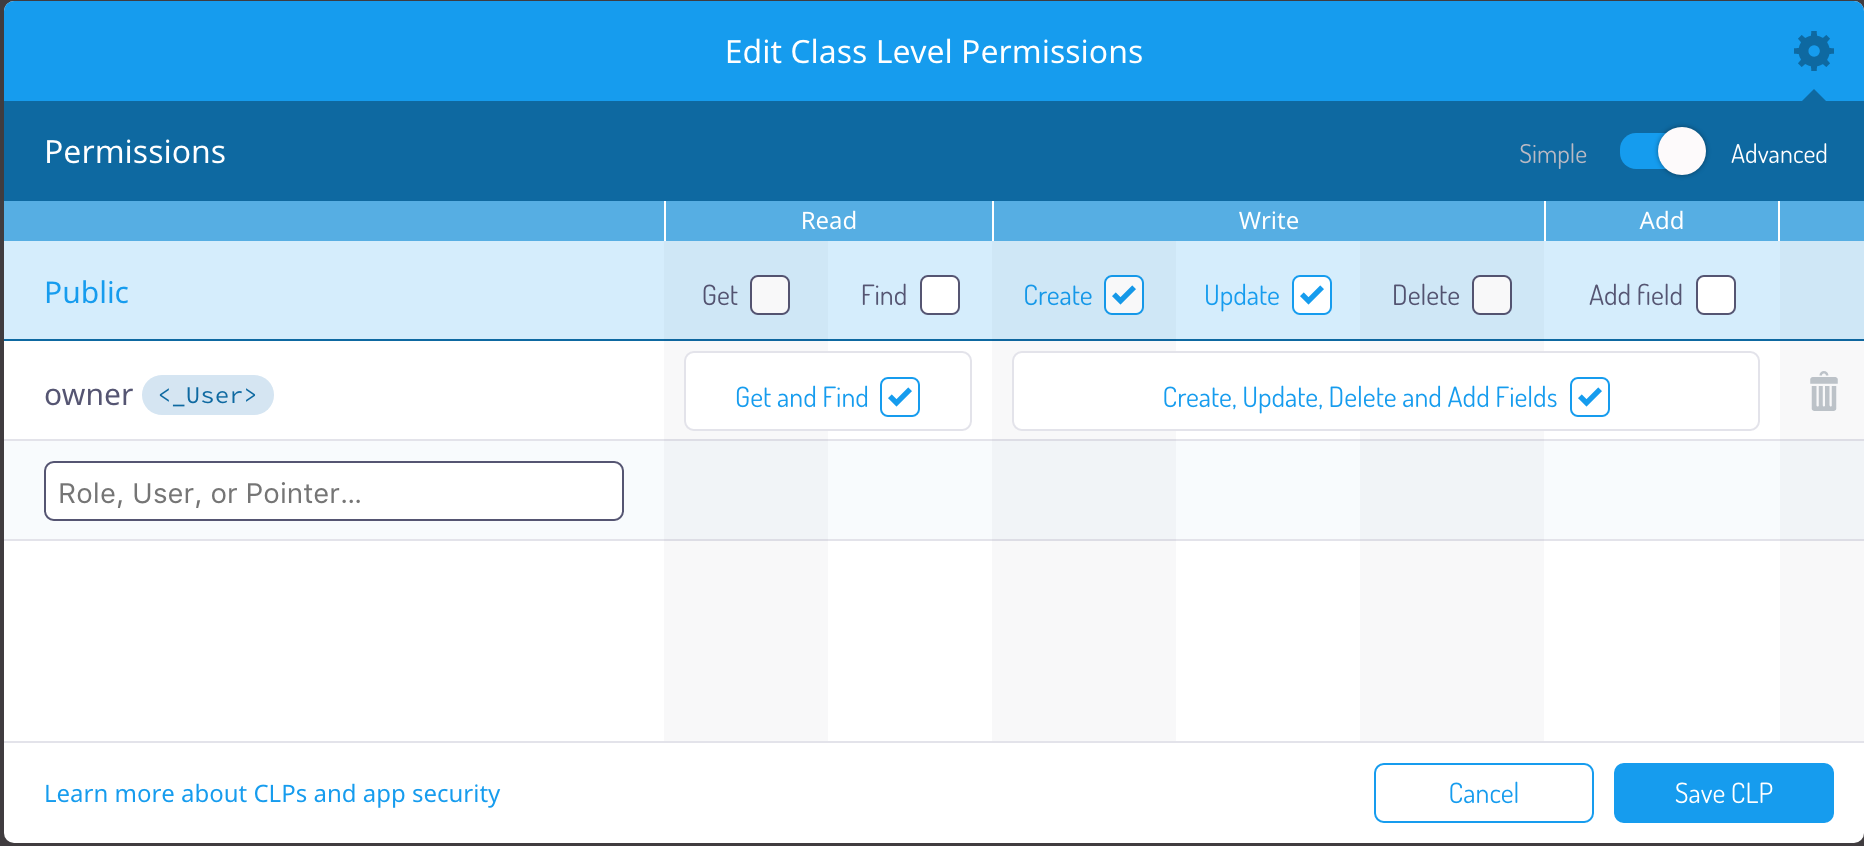 Edit Class Level Permissions
Permissions
Simple Advanced
Read Write Add
Public Get Find Create Update Delete Add field
owner <_User> Get and Find Create, Update, Delete and Add Fields
Role, User, or Pointer...
Learn more about CLPs and app security Cancel Save CLP